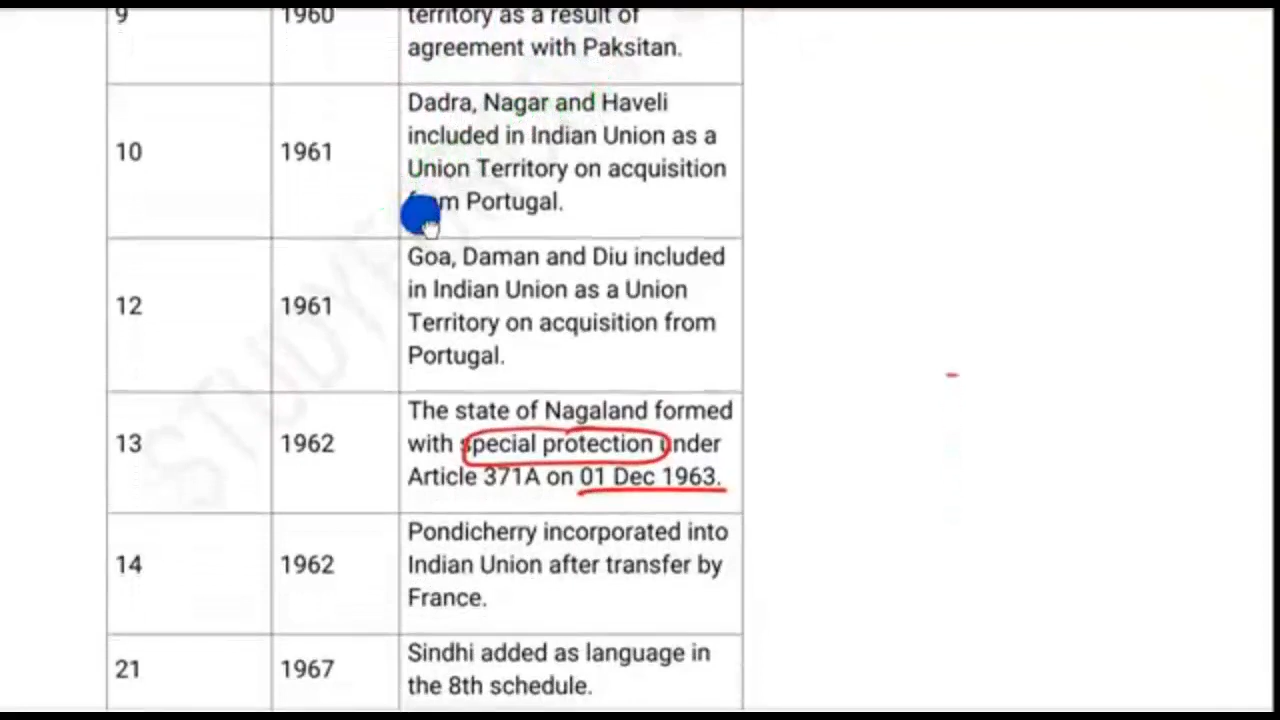 9 1960 territory as a result of
agreement with Paksitan.
10 1961 Dadra, Nagar and Haveli
included in Indian Union as a
Union Territory on acquisition
from Portugal.
12 1961 Goa, Daman and Diu included
in Indian Union as a Union
Territory on acquisition from
Portugal.
13 1962 The state of Nagaland formed
with special protection under
Article 371A on 01 Dec 1963.
14 1962 Pondicherry incorporated into
Indian Union after transfer by
France.
21 1967 Sindhi added as language in
the 8th schedule.